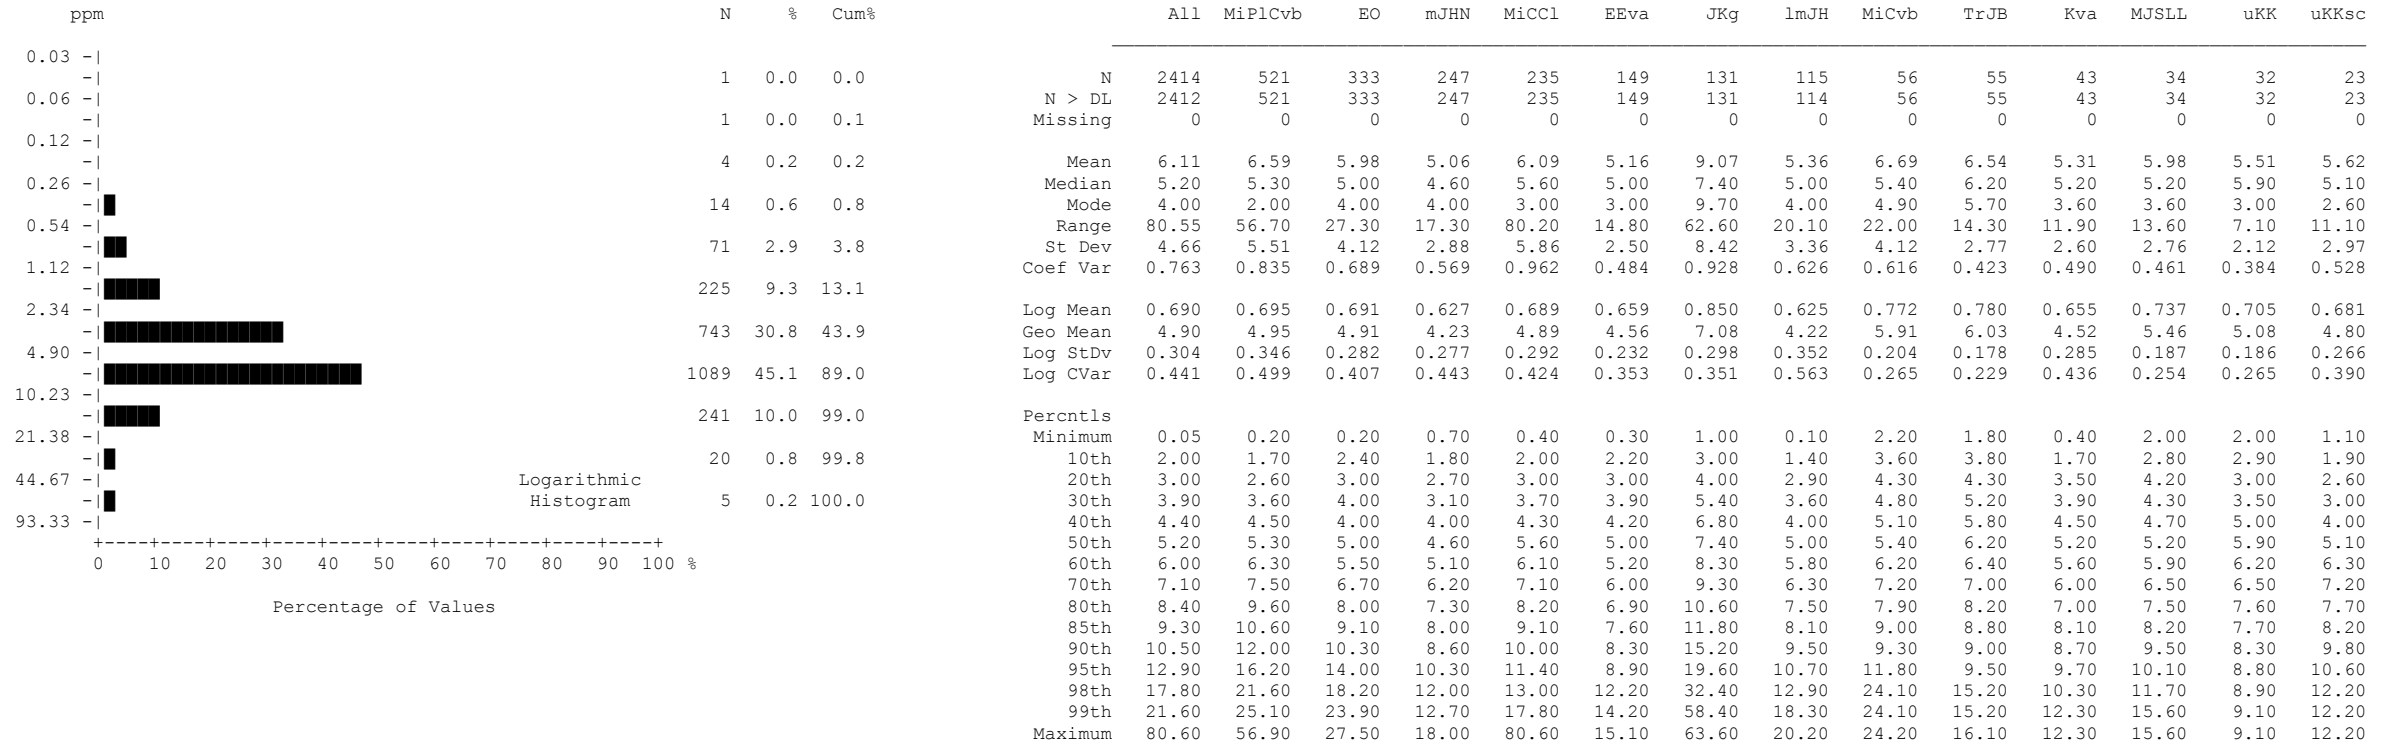 ppm N % Cum% All MiPlCvb EO mJHN MiCCl EEva JKg lmJH MiCvb TrJB Kva MJSLL uKK uKKsc
0.03 -|
-| 1 0.0 0.0 N 2414 521 333 247 235 149 131 115 56 55 43 34 32 23
0.06 -| N > DL 2412 521 333 247 235 149 131 114 56 55 43 34 32 23
-| 1 0.0 0.1 Missing 0 0 0 0 0 0 0 0 0 0 0 0 0 0
0.12 -|
-| 4 0.2 0.2 Mean 6.11 6.59 5.98 5.06 6.09 5.16 9.07 5.36 6.69 6.54 5.31 5.98 5.51 5.62
0.26 -| Median 5.20 5.30 5.00 4.60 5.60 5.00 7.40 5.00 5.40 6.20 5.20 5.20 5.90 5.10
-| 14 0.6 0.8 Mode 4.00 2.00 4.00 4.00 3.00 3.00 9.70 4.00 4.90 5.70 3.60 3.60 3.00 2.60
0.54 -| Range 80.55 56.70 27.30 17.30 80.20 14.80 62.60 20.10 22.00 14.30 11.90 13.60 7.10 11.10
-| 71 2.9 3.8 St Dev 4.66 5.51 4.12 2.88 5.86 2.50 8.42 3.36 4.12 2.77 2.60 2.76 2.12 2.97
1.12 -| Coef Var 0.763 0.835 0.689 0.569 0.962 0.484 0.928 0.626 0.616 0.423 0.490 0.461 0.384 0.528
-| 225 9.3 13.1
2.34 -| Log Mean 0.690 0.695 0.691 0.627 0.689 0.659 0.850 0.625 0.772 0.780 0.655 0.737 0.705 0.681
-| 743 30.8 43.9 Geo Mean 4.90 4.95 4.91 4.23 4.89 4.56 7.08 4.22 5.91 6.03 4.52 5.46 5.08 4.80
4.90 -| Log StDv 0.304 0.346 0.282 0.277 0.292 0.232 0.298 0.352 0.204 0.178 0.285 0.187 0.186 0.266
-| 1089 45.1 89.0 Log CVar 0.441 0.499 0.407 0.443 0.424 0.353 0.351 0.563 0.265 0.229 0.436 0.254 0.265 0.390
10.23 -|
-| 241 10.0 99.0 Percntls
21.38 -| Minimum 0.05 0.20 0.20 0.70 0.40 0.30 1.00 0.10 2.20 1.80 0.40 2.00 2.00 1.10
-| 20 0.8 99.8 10th 2.00 1.70 2.40 1.80 2.00 2.20 3.00 1.40 3.60 3.80 1.70 2.80 2.90 1.90
44.67 -| Logarithmic 20th 3.00 2.60 3.00 2.70 3.00 3.00 4.00 2.90 4.30 4.30 3.50 4.20 3.00 2.60
-| Histogram 5 0.2 100.0 30th 3.90 3.60 4.00 3.10 3.70 3.90 5.40 3.60 4.80 5.20 3.90 4.30 3.50 3.00
93.33 -| 40th 4.40 4.50 4.00 4.00 4.30 4.20 6.80 4.00 5.10 5.80 4.50 4.70 5.00 4.00
+----+----+----+----+----+----+----+----+----+----+ 50th 5.20 5.30 5.00 4.60 5.60 5.00 7.40 5.00 5.40 6.20 5.20 5.20 5.90 5.10
0 10 20 30 40 50 60 70 80 90 100 % 60th 6.00 6.30 5.50 5.10 6.10 5.20 8.30 5.80 6.20 6.40 5.60 5.90 6.20 6.30
70th 7.10 7.50 6.70 6.20 7.10 6.00 9.30 6.30 7.20 7.00 6.00 6.50 6.50 7.20
Percentage of Values 80th 8.40 9.60 8.00 7.30 8.20 6.90 10.60 7.50 7.90 8.20 7.00 7.50 7.60 7.70
85th 9.30 10.60 9.10 8.00 9.10 7.60 11.80 8.10 9.00 8.80 8.10 8.20 7.70 8.20
90th 10.50 12.00 10.30 8.60 10.00 8.30 15.20 9.50 9.30 9.00 8.70 9.50 8.30 9.80
95th 12.90 16.20 14.00 10.30 11.40 8.90 19.60 10.70 11.80 9.50 9.70 10.10 8.80 10.60
98th 17.80 21.60 18.20 12.00 13.00 12.20 32.40 12.90 24.10 15.20 10.30 11.70 8.90 12.20
99th 21.60 25.10 23.90 12.70 17.80 14.20 58.40 18.30 24.10 15.20 12.30 15.60 9.10 12.20
Maximum 80.60 56.90 27.50 18.00 80.60 15.10 63.60 20.20 24.20 16.10 12.30 15.60 9.10 12.20